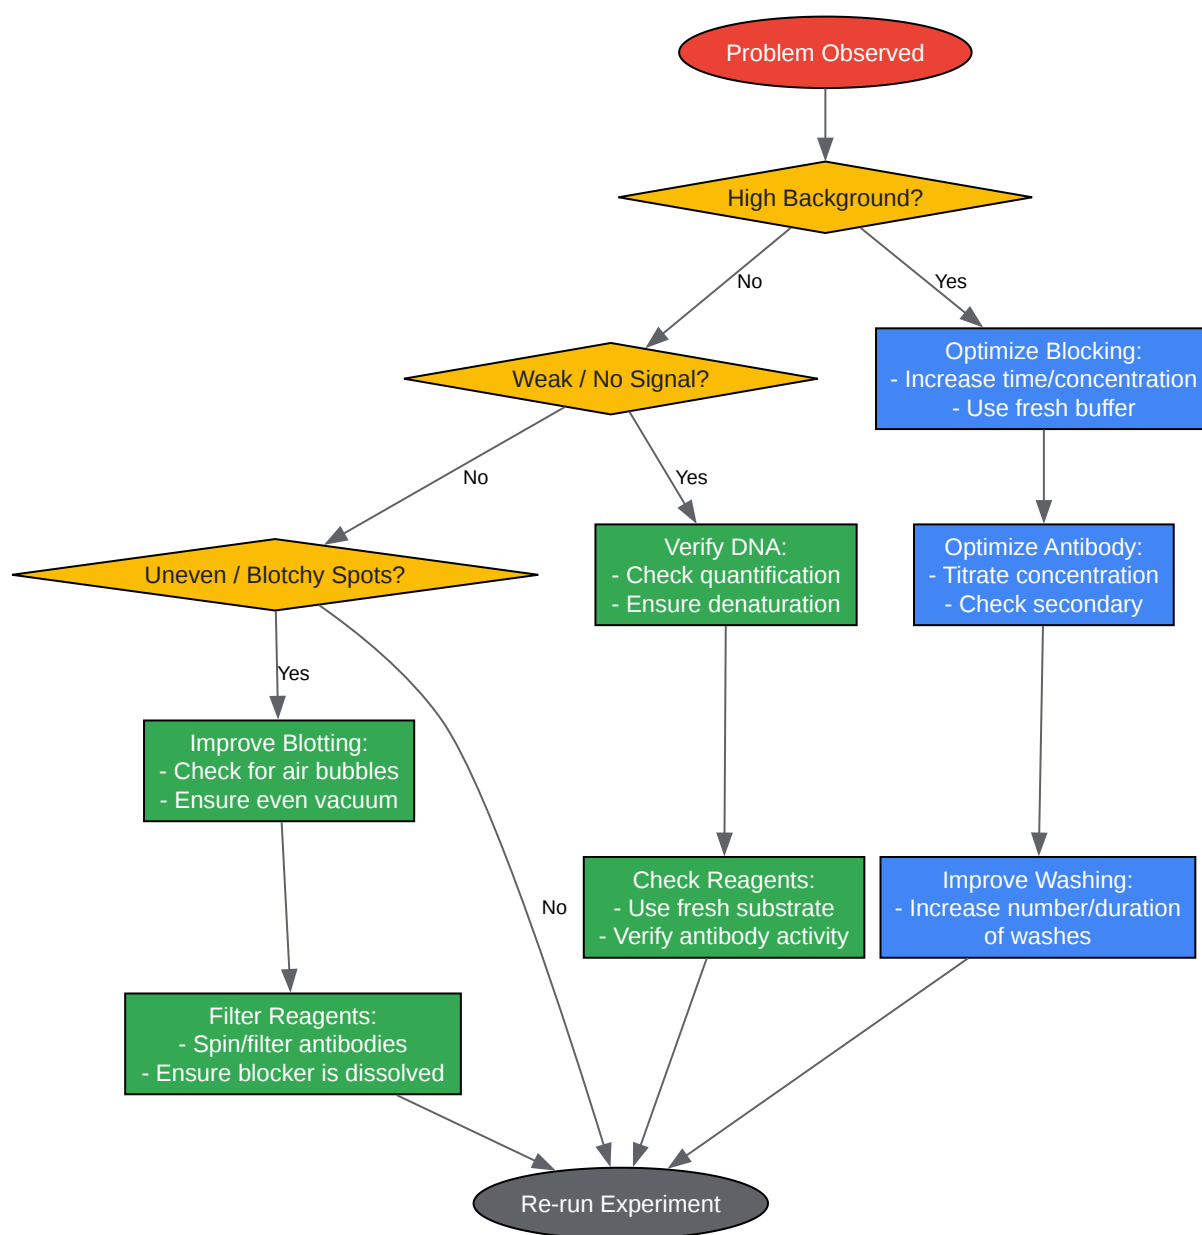 Problem Observed
High Background?
No
Yes
Weak / No Signal?
Optimize Blocking:
- Increase time/concentration
- Use fresh buffer
No
Yes
Uneven / Blotchy Spots?
Verify DNA:
- Check quantification
- Ensure denaturation
Optimize Antibody:
- Titrate concentration
- Check secondary
Yes
Improve Blotting:
- Check for air bubbles
- Ensure even vacuum
No
Check Reagents:
- Use fresh substrate
- Verify antibody activity
Improve Washing:
- Increase number/duration
of washes
Filter Reagents:
- Spin/filter antibodies
- Ensure blocker is dissolved
Re-run Experiment